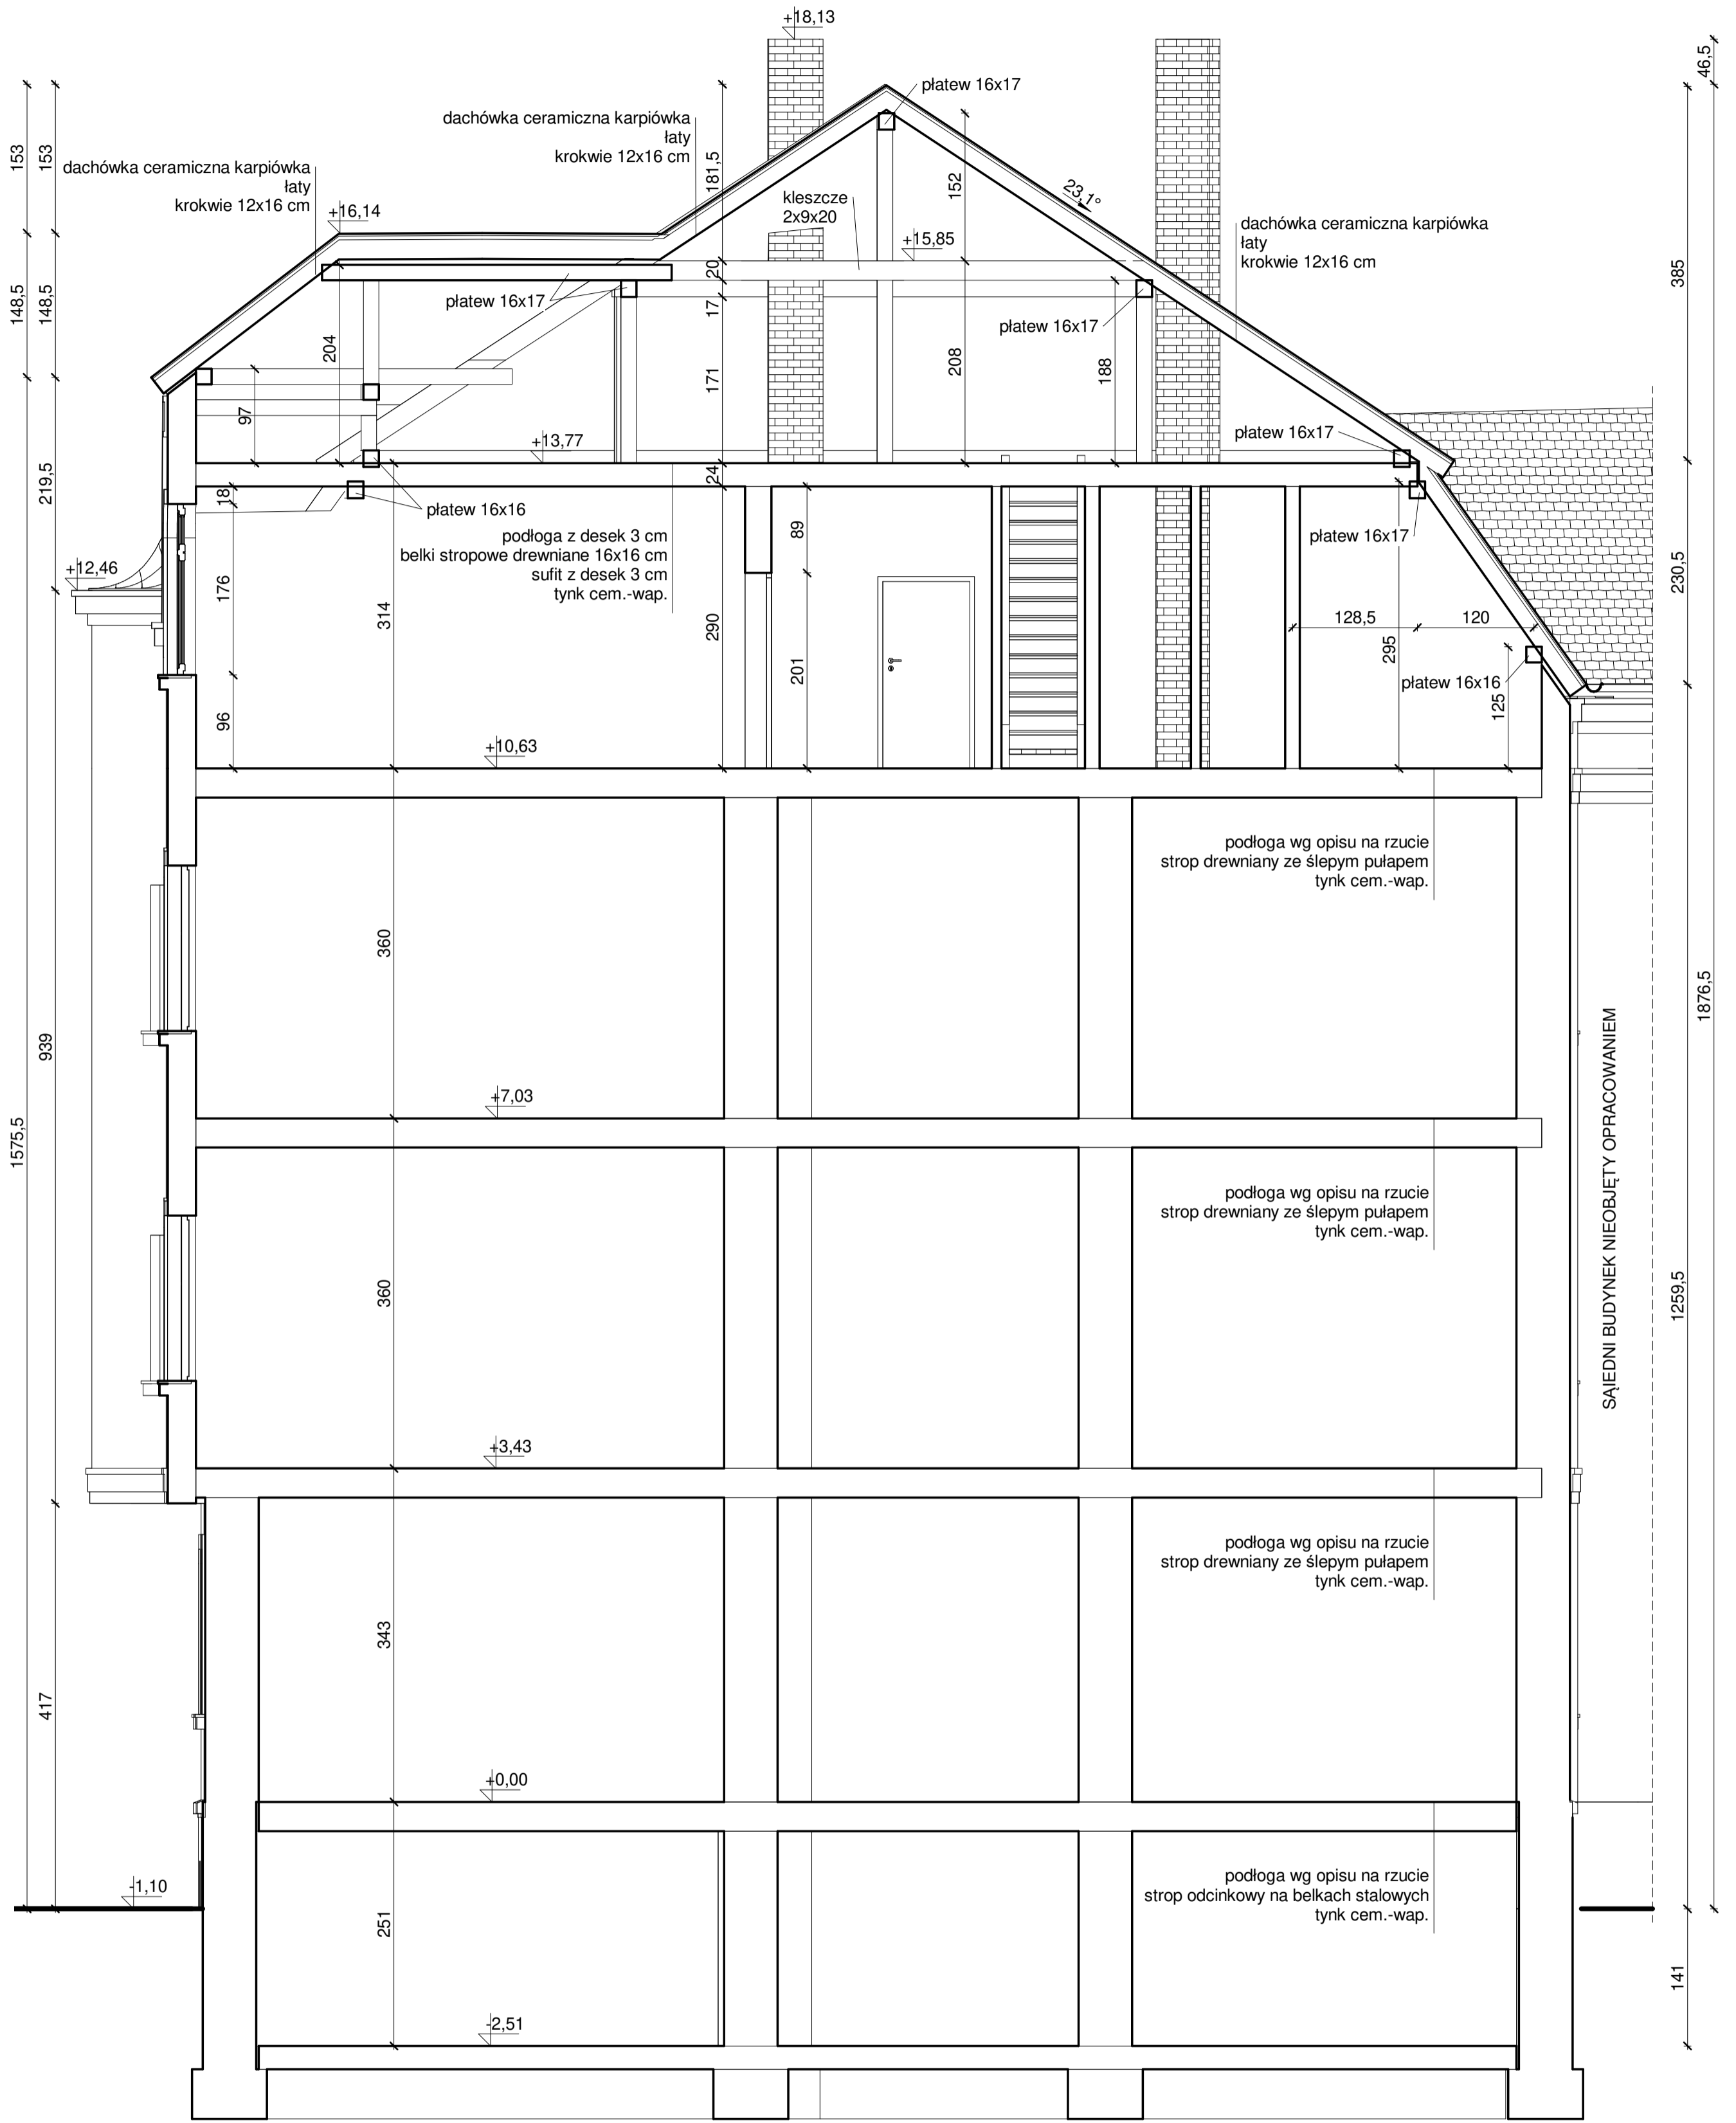 +18,13
46,5
płatew 16x17
dachówka ceramiczna karpiówka
łaty
krokwie 12x16 cm
153
153
181,5
152
23,1°
dachówka ceramiczna karpiówka
łaty
krokwie 12x16 cm
kleszcze
2x9x20
+16,14
dachówka ceramiczna karpiówka
łaty
krokwie 12x16 cm
+15,85
385
148,5
148,5
20
17
płatew 16x17
płatew 16x17
204
208
188
171
97
+13,77
płatew 16x17
24
219,5
18
płatew 16x16
podłoga z desek 3 cm
belki stropowe drewniane 16x16 cm
sufit z desek 3 cm
tynk cem.-wap.
89
płatew 16x17
+12,46
176
314
290
230,5
128,5
120
295
201
płatew 16x16
125
96
+10,63
podłoga wg opisu na rzucie
strop drewniany ze ślepym pułapem
tynk cem.-wap.
360
1876,5
939
+7,03
1575,5
SĄIEDNI BUDYNEK NIEOBJĘTY OPRACOWANIEM
podłoga wg opisu na rzucie
strop drewniany ze ślepym pułapem
tynk cem.-wap.
360
1259,5
+3,43
podłoga wg opisu na rzucie
strop drewniany ze ślepym pułapem
tynk cem.-wap.
343
417
+0,00
podłoga wg opisu na rzucie
strop odcinkowy na belkach stalowych
tynk cem.-wap.
-1,10
251
141
-2,51